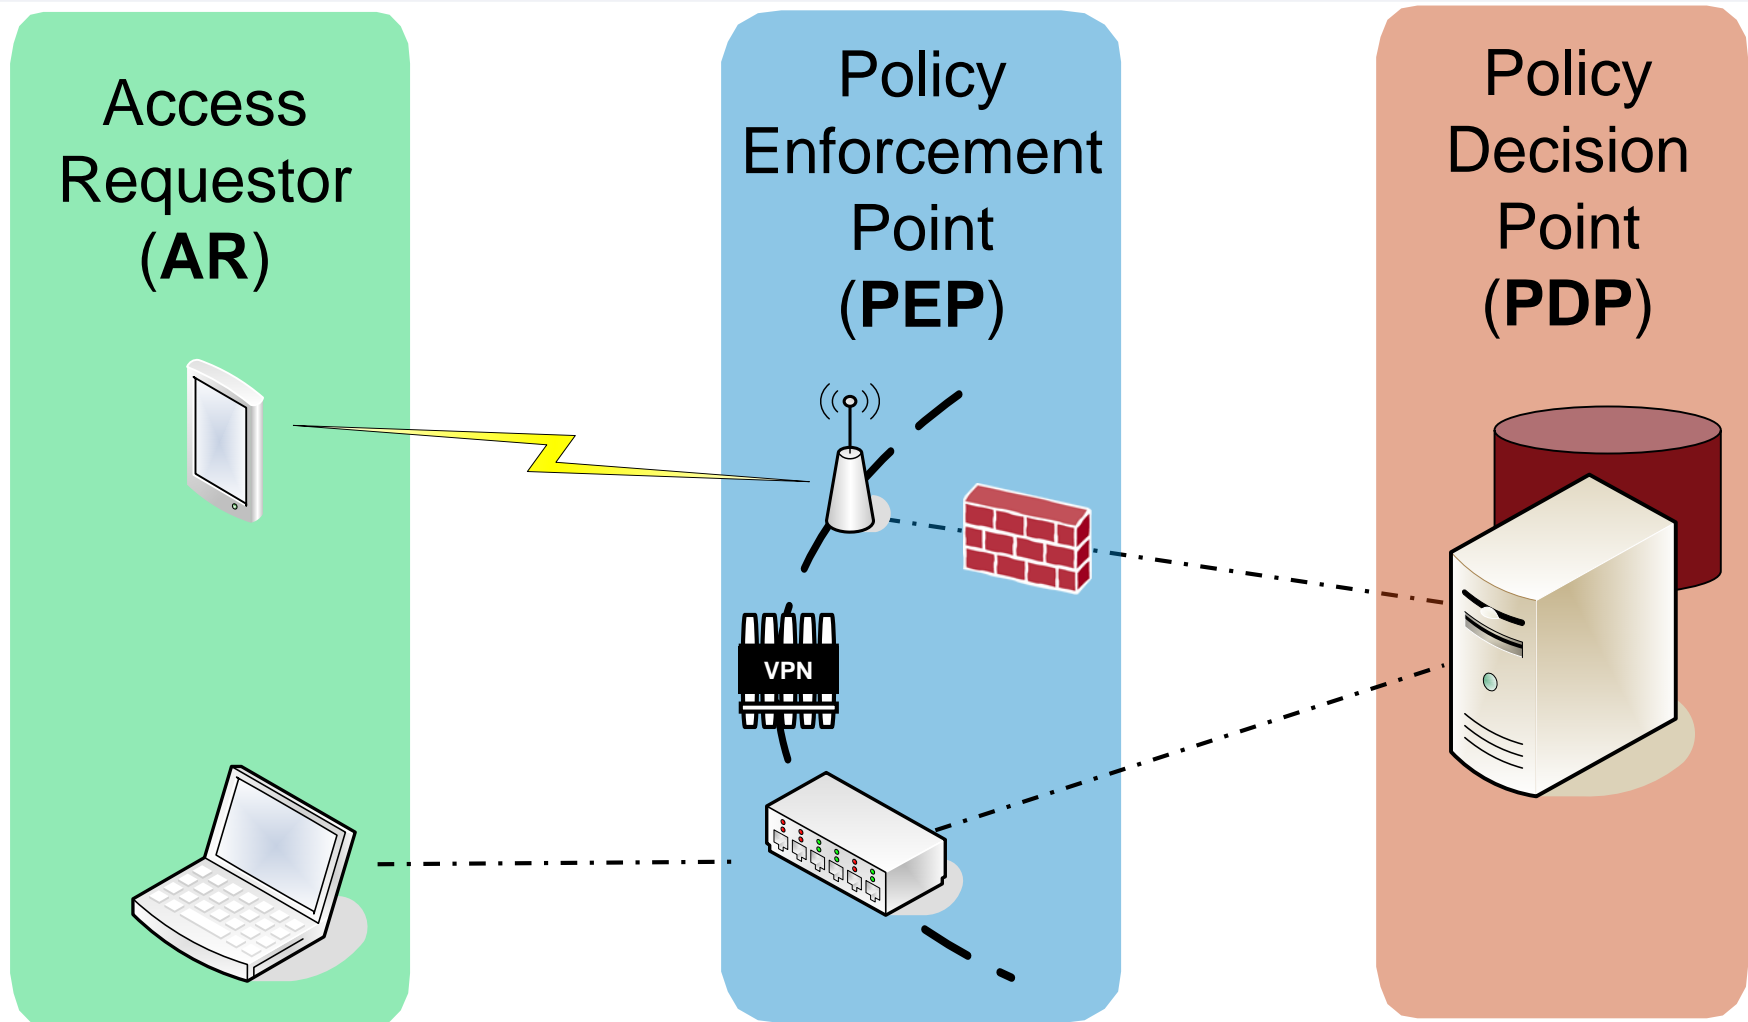 Access
Requestor
(AR)
Policy
Enforcement
Point
(PEP)
VPN
Policy
Decision
Point
(PDP)